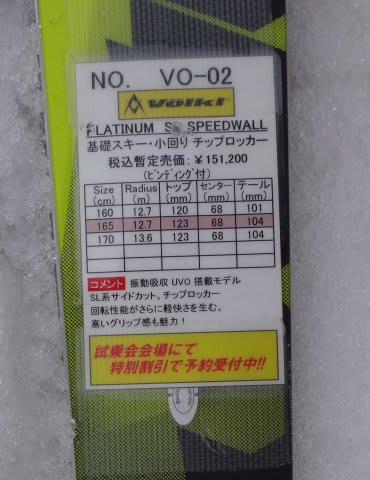 NO. VO-02
Völkl
PLATINUM SD SPEEDWALL
基礎スキー・小回り チップロッカー
税込暫定売価：￥151,200
(ビンディング付)
Size (cm) Radius (m) トップ (mm) センター (mm) テール (mm)
160 12.7 120 68 101
165 12.7 123 68 104
170 13.6 123 68 104
コメント 振動吸収 UVO 搭載モデル
SL系サイドカット。チップロッカー
回転性能がさらに軽快さを生む。
高いグリップ感も魅力！
試乗会会場にて
特別割引で予約受付中!!